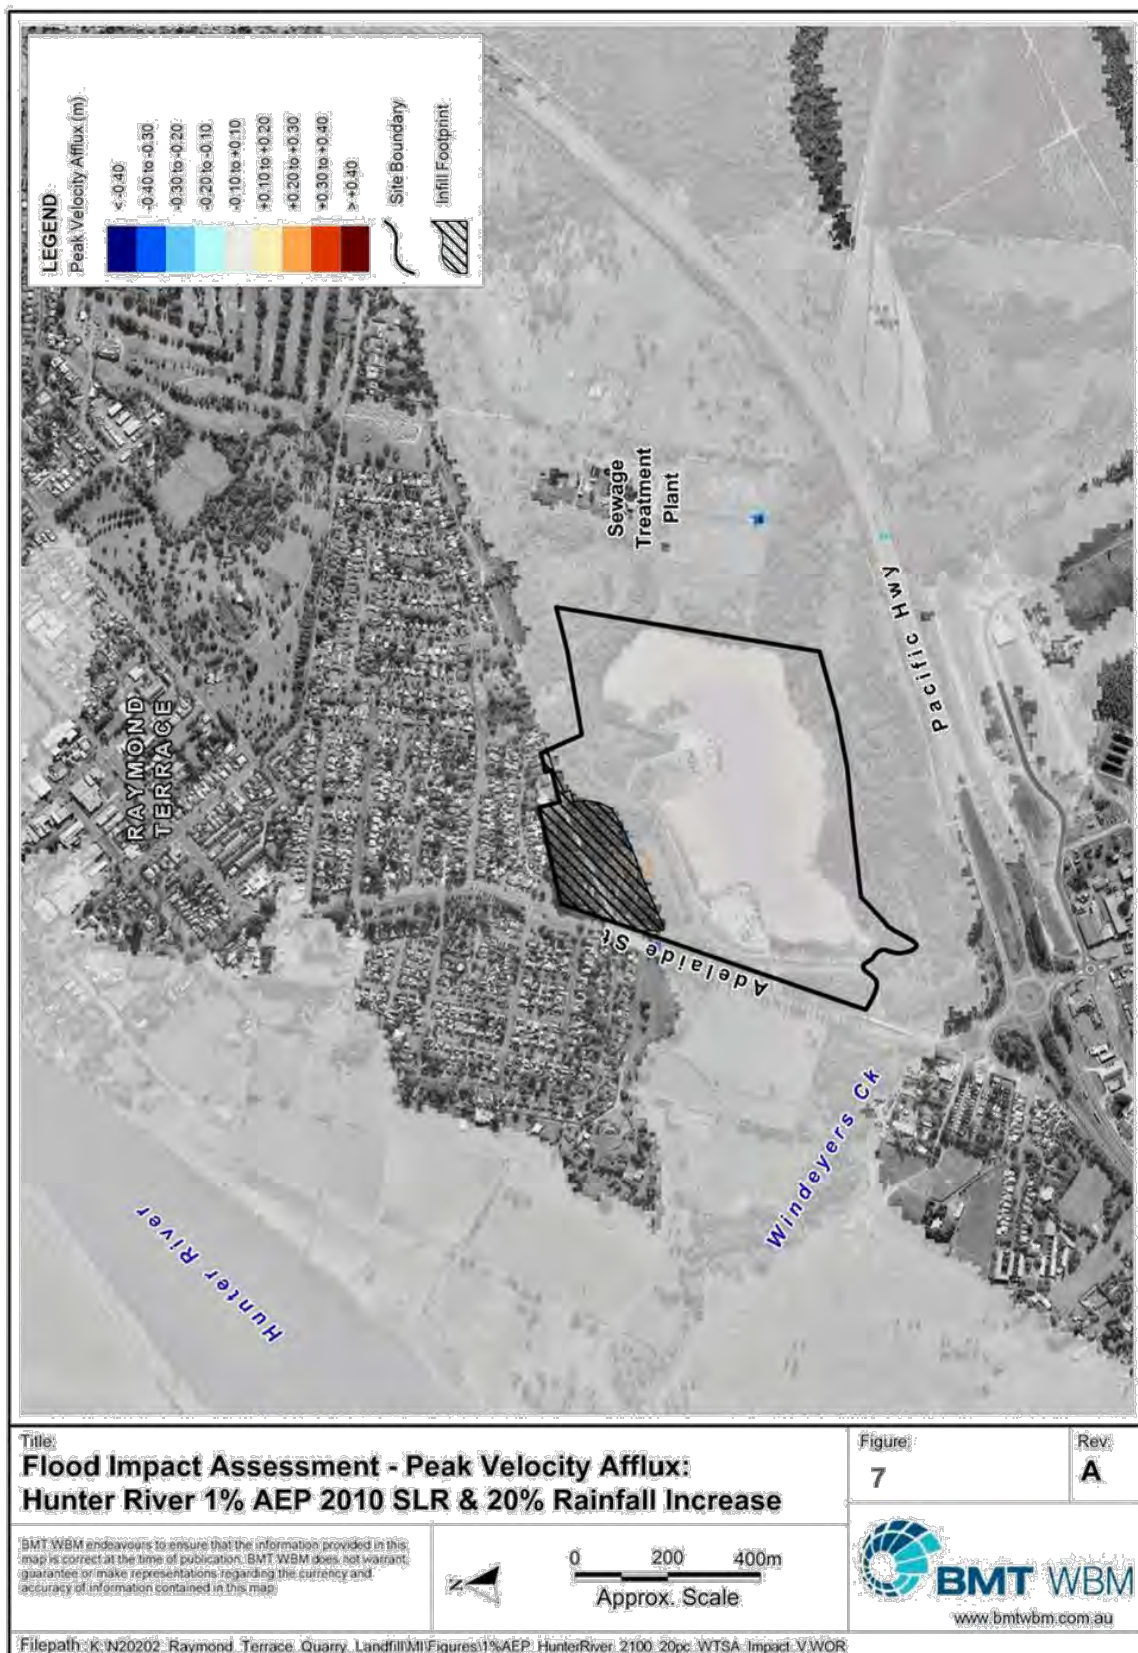 LEGEND
Peak Velocity Afflux (m)
< -0.40
-0.40 to -0.30
-0.30 to -0.20
-0.20 to -0.10
-0.10 to +0.10
+0.10 to +0.20
+0.20 to +0.30
+0.30 to +0.40
> +0.40
Site Boundary
Infill Footprint
RAYMOND
TERRACE
Sewage
Treatment
Plant
Pacific Hwy
Adelaide St
Windeyers Ck
Hunter River
Title:
Flood Impact Assessment - Peak Velocity Afflux:
Hunter River 1% AEP 2010 SLR & 20% Rainfall Increase
Figure:
7
Rev:
A
BMT WBM endeavours to ensure that the information provided in this
map is correct at the time of publication. BMT WBM does not warrant,
guarantee or make representations regarding the currency and
accuracy of information contained in this map.
N
0 200 400m
Approx. Scale
BMT WBM
www.bmtwbm.com.au
Filepath: K:\N20202_Raymond_Terrace_Quarry_Landfill\MI\Figures\1%AEP_HunterRiver_2100_20pc_WTSA_Impact_V.WOR